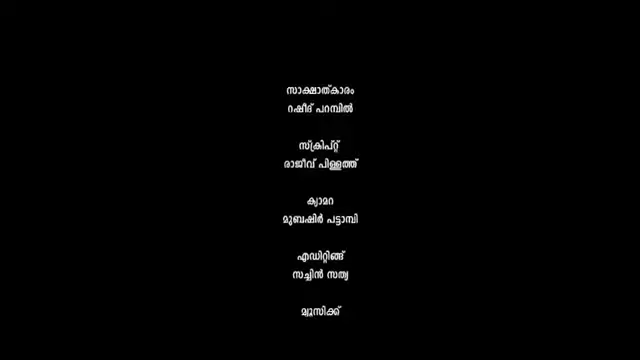 സാക്ഷാത്കാരം
റഷീദ് പറമ്പിൽ
സ്ക്രിപ്റ്റ്
രാജീവ് പിള്ളത്ത്
ക്യാമറ
മുബഷിർ പട്ടാമ്പി
എഡിറ്റിങ്ങ്
സച്ചിൻ സത്യ
മ്യൂസിക്ക്